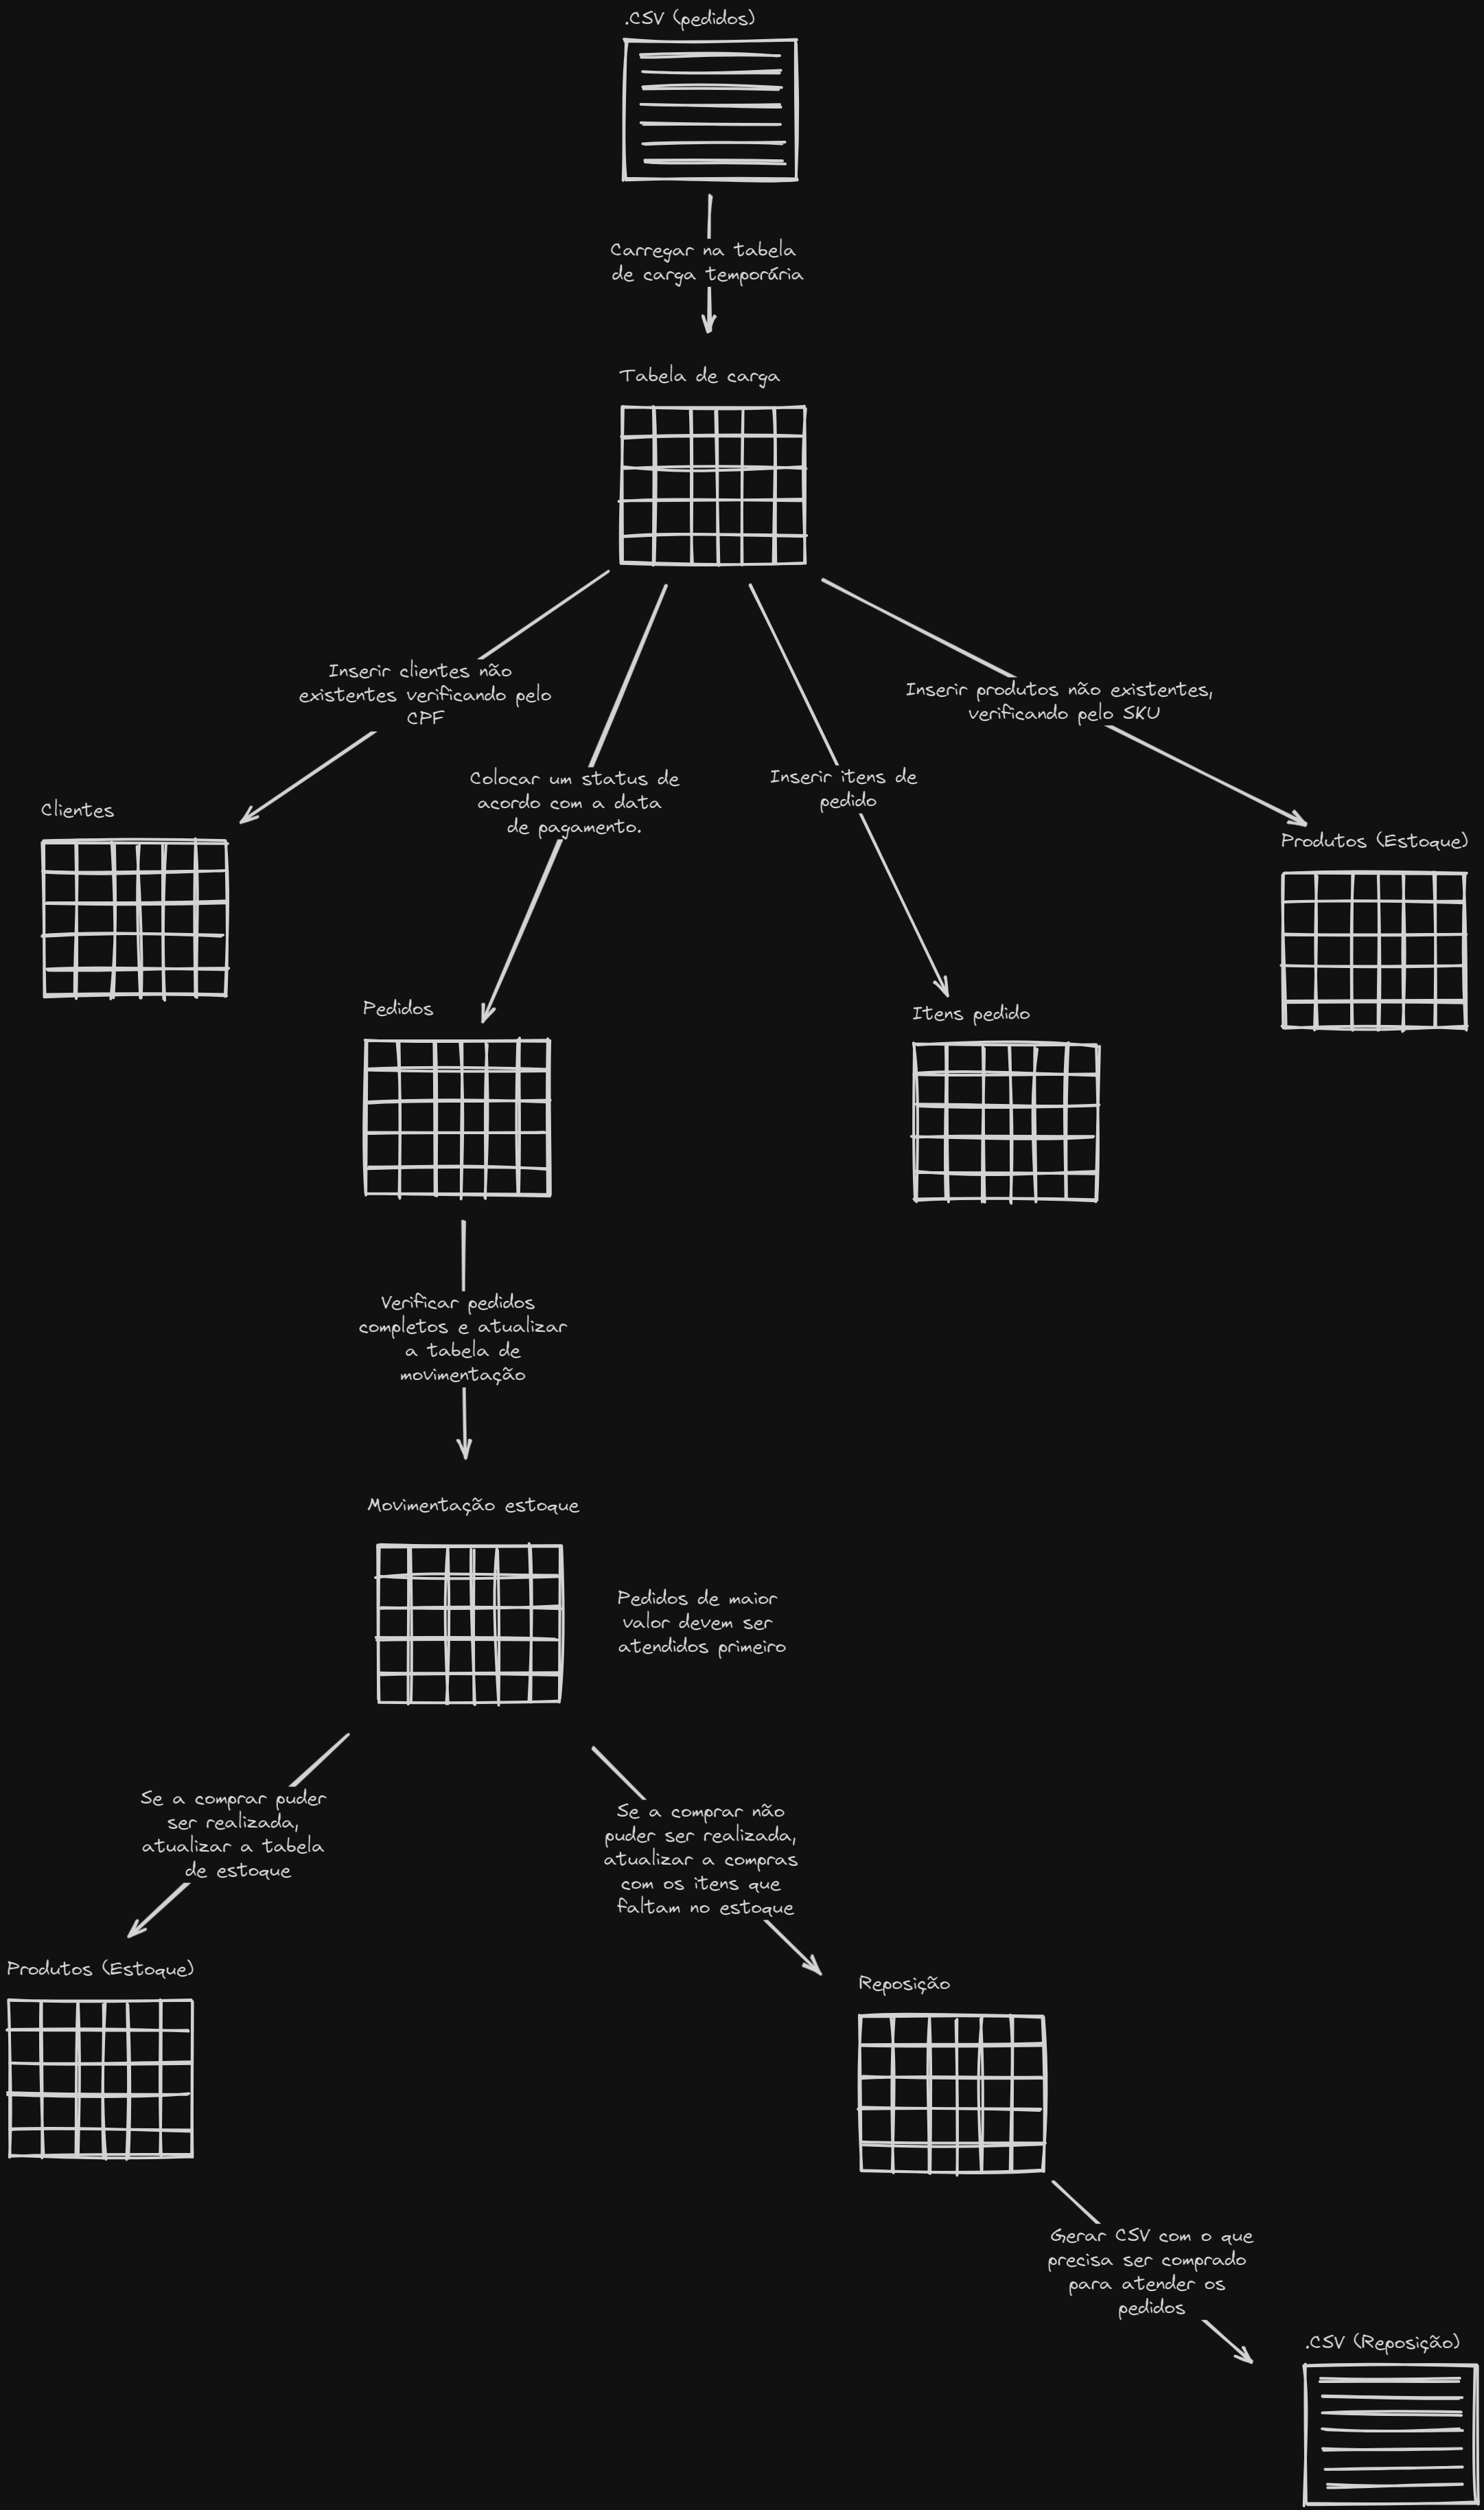 .CSV (pedidos)
Carregar na tabela
de carga temporária
Tabela de carga
Inserir clientes não
existentes verificando pelo
CPF
Colocar um status de
acordo com a data
de pagamento.
Inserir itens de
pedido
Inserir produtos não existentes,
verificando pelo SKU
Clientes
Produtos (Estoque)
Pedidos
Itens pedido
Verificar pedidos
completos e atualizar
a tabela de
movimentação
Movimentação estoque
Pedidos de maior
valor devem ser
atendidos primeiro
Se a comprar puder
ser realizada,
atualizar a tabela
de estoque
Se a comprar não
puder ser realizada,
atualizar a compras
com os itens que
faltam no estoque
Produtos (Estoque)
Reposição
Gerar CSV com o que
precisa ser comprado
para atender os
pedidos
.CSV (Reposição)